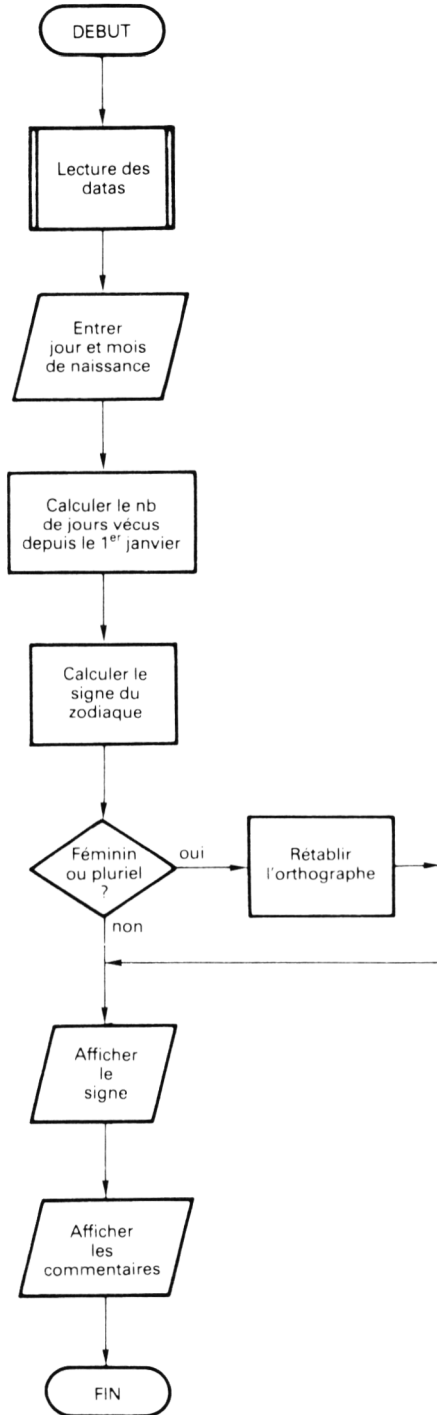 DEBUT
Lecture des
datas
Entrer
jour et mois
de naissance
Calculer le nb
de jours vécus
depuis le 1er janvier
Calculer le
signe du
zodiaque
Féminin
ou pluriel
?
oui
Rétablir
l'orthographe
non
Afficher
le
signe
Afficher
les
commentaires
FIN